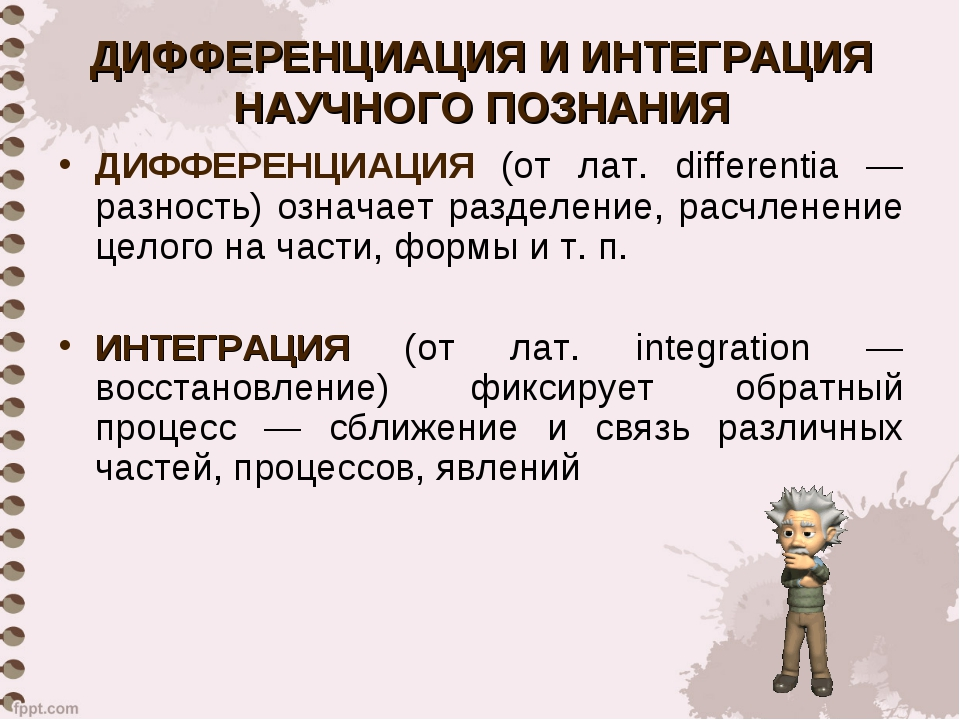 ДИФФЕРЕНЦИАЦИЯ И ИНТЕГРАЦИЯ
НАУЧНОГО ПОЗНАНИЯ
• ДИФФЕРЕНЦИАЦИЯ (от лат. differentia —
разность) означает разделение, расчленение
целого на части, формы и т. п.
• ИНТЕГРАЦИЯ (от лат. integration —
восстановление) фиксирует обратный
процесс — сближение и связь различных
частей, процессов, явлений
fppt.com